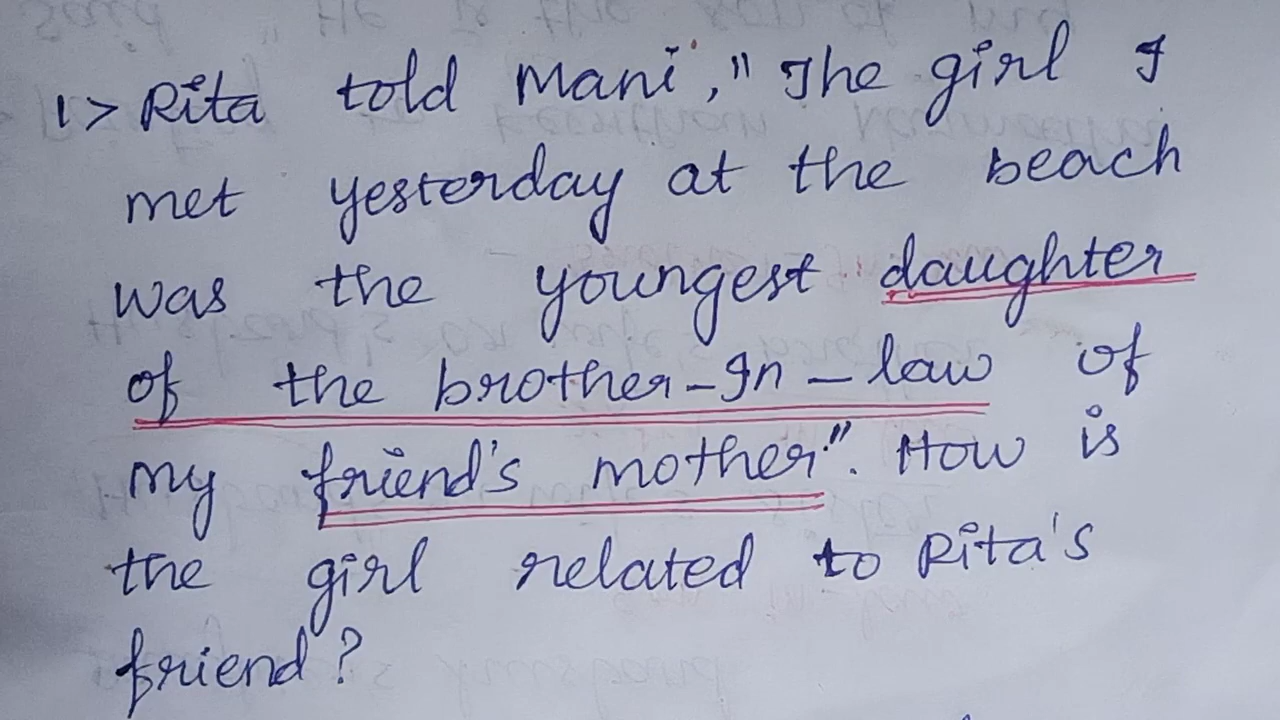 1> Rita told Mani, "The girl I
met yesterday at the beach
was the youngest daughter
of the brother-In-law of
my friend's mother". How is
the girl related to Rita's
friend?